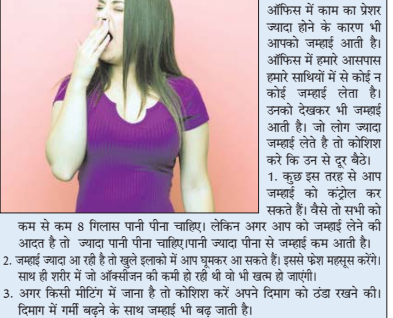 ऑफिस में काम का प्रेशर
ज्यादा होने के कारण भी
आपको जम्हाई आती है।
ऑफिस में हमारे आसपास
हमारे साथियों में से कोई न
कोई जम्हाई लेता है।
उनको देखकर भी जम्हाई
आती है। जो लोग ज्यादा
जम्हाई लेते है तो कोशिश
करे कि उन से दूर बैठे।
1. कुछ इस तरह से आप
जम्हाई को कंट्रोल कर
सकते हैं। वैसे तो सभी को
कम से कम 8 गिलास पानी पीना चाहिए। लेकिन अगर आप को जम्हाई लेने की
आदत है तो ज्यादा पानी पीना चाहिए।पानी ज्यादा पीना से जम्हाई कम आती है।
2. जम्हाई ज्यादा आ रही है तो खुले इलाको में आप घूमकर आ सकते हैं। इससे फ्रेश महसूस करेंगे।
साथ ही शरीर में जो ऑक्सीजन की कमी हो रही थी वो भी खत्म हो जाएंगी।
3. अगर किसी मीटिंग में जाना है तो कोशिश करें अपने दिमाग को ठंडा रखने की।
दिमाग में गर्मी बढ़ने के साथ जम्हाई भी बढ़ जाती है।